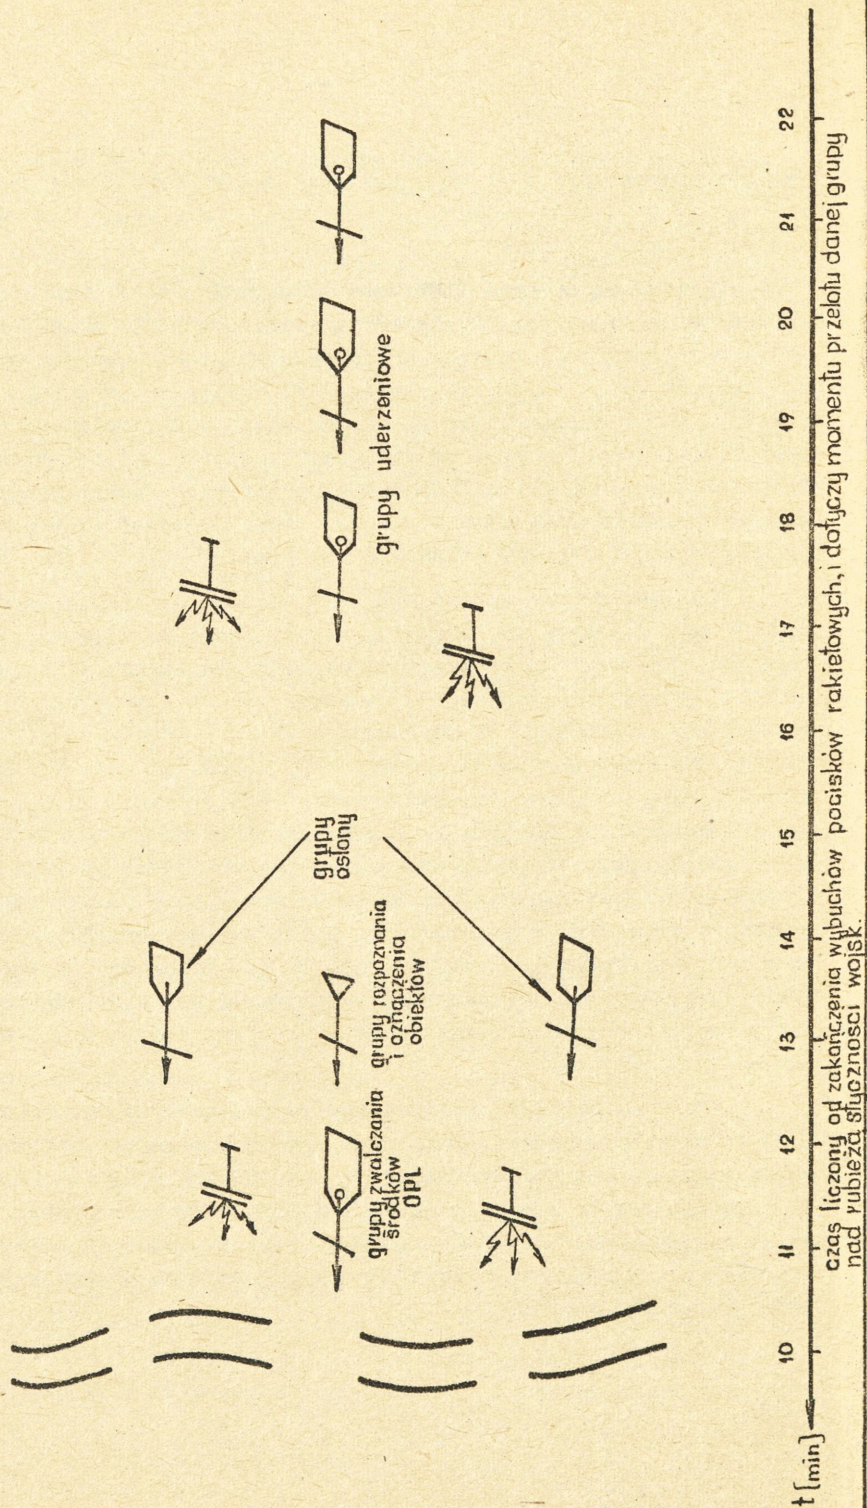 grupy uderzeniowe
grupy
osłony
grupy rozpoznania
i oznaczenia
obiektów
grupy zwalczania
środków
OPL
t [min]
10
11
12
13
14
15
16
17
18
19
20
21
22
czas liczony od zakończenia wybuchów pocisków rakietowych, i dotyczy momentu przelotu danej grupy
nad rubieżą styczności wojsk.